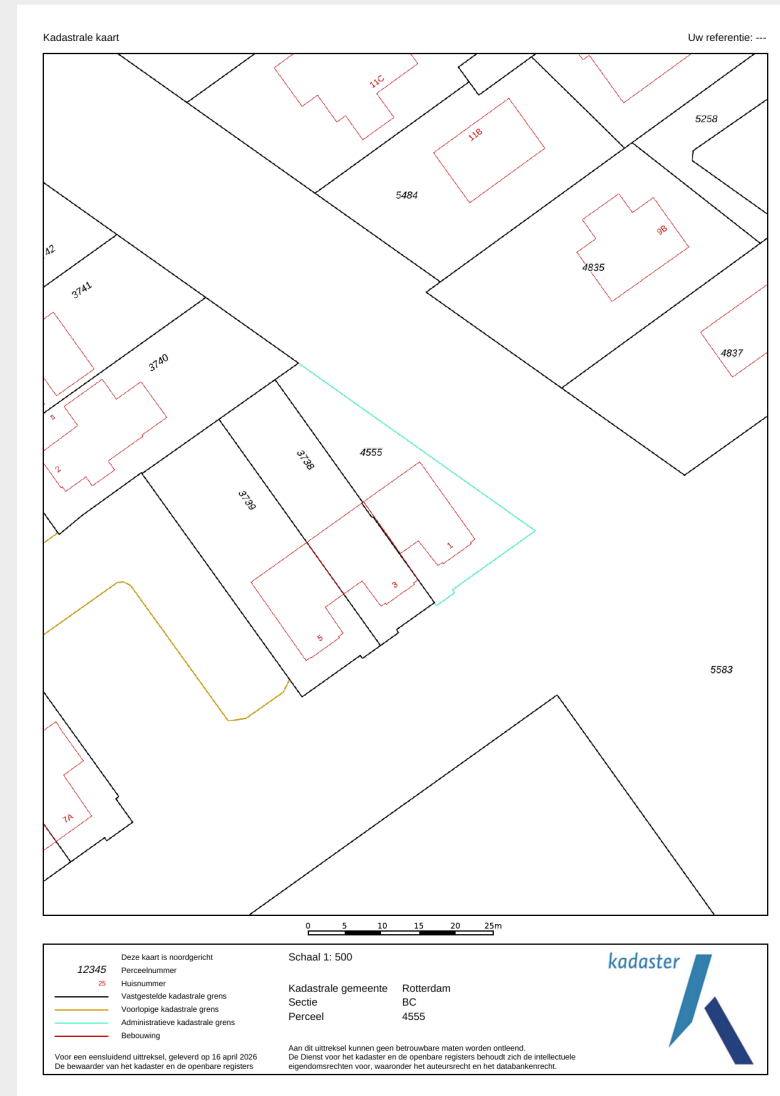 Kadastrale kaart
Uw referentie: ---
11C
5258
11B
5484
9B
42
4835
3741
4837
3740
8
2
4555
3738
3739
1
3
5
5583
7A
0 5 10 15 20 25m
Deze kaart is noordgericht
12345 Perceelnummer
25 Huisnummer
Vastgestelde kadastrale grens
Voorlopige kadastrale grens
Administratieve kadastrale grens
Bebouwing
Voor een eensluidend uittreksel, geleverd op 16 april 2026
De bewaarder van het kadaster en de openbare registers
Schaal 1: 500
Kadastrale gemeente Rotterdam
Sectie BC
Perceel 4555
Aan dit uittreksel kunnen geen betrouwbare maten worden ontleend.
De Dienst voor het kadaster en de openbare registers behoudt zich de intellectuele
eigendomsrechten voor, waaronder het auteursrecht en het databankenrecht.
kadaster